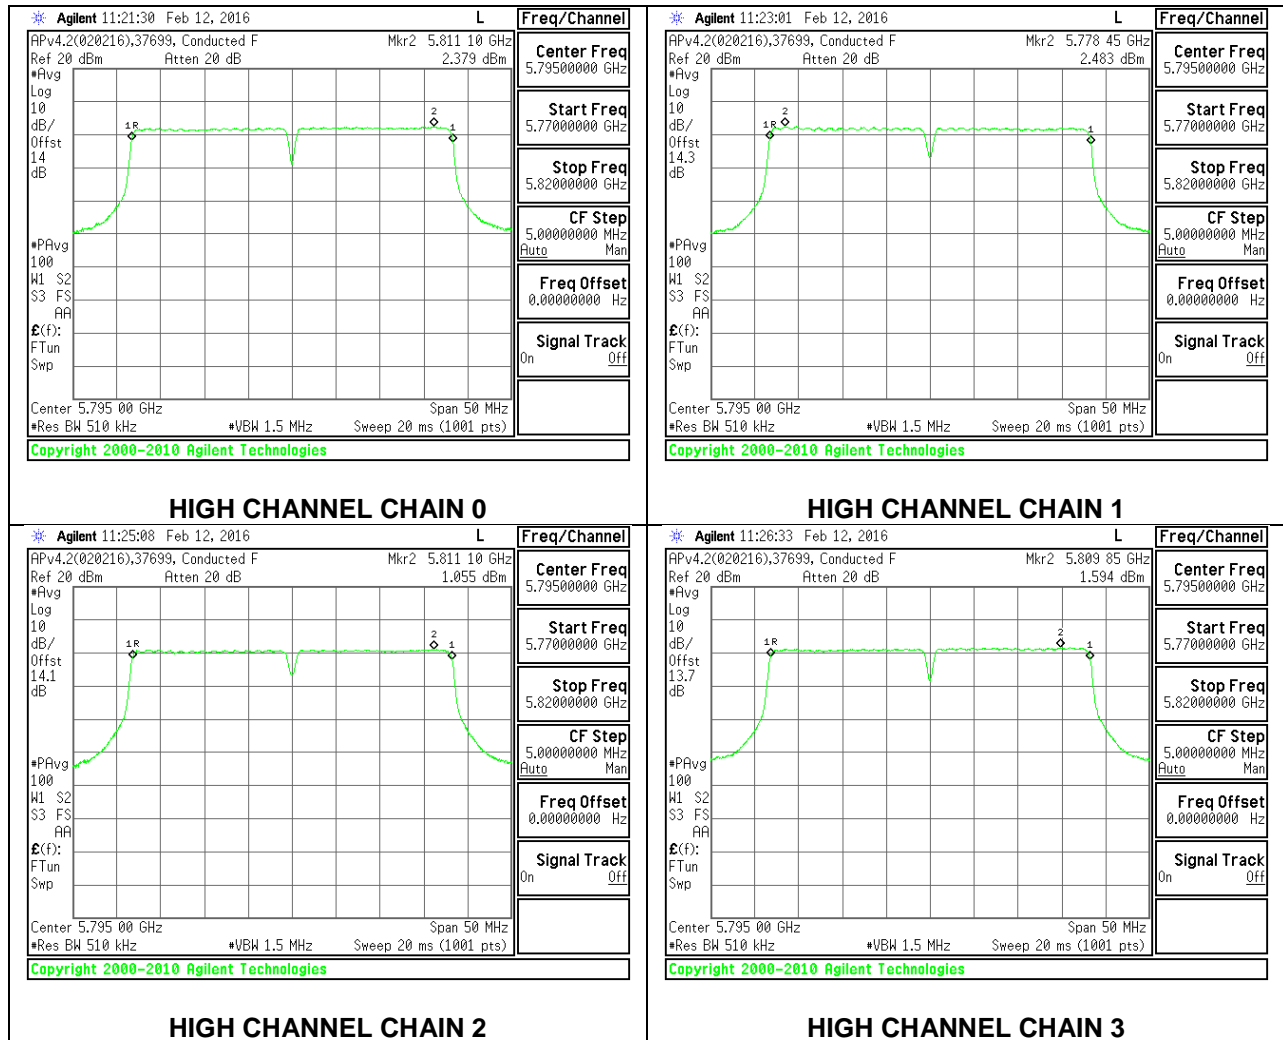 Agilent 11:21:30 Feb 12, 2016 L Freq/Channel
APv4.2(020216),37699, Conducted F Mkr2 5.811 10 GHz
Ref 20 dBm Atten 20 dB 2.379 dBm
#Avg
Log
10
dB/
Offst
14
dB
1R
2
1
#PAvg
100
W1 S2
S3 FS
AA
£(f):
FTun
Swp
Center 5.795 00 GHz Span 50 MHz
#Res BW 510 kHz #VBW 1.5 MHz Sweep 20 ms (1001 pts)
Copyright 2000-2010 Agilent Technologies
Center Freq
5.79500000 GHz
Start Freq
5.77000000 GHz
Stop Freq
5.82000000 GHz
CF Step
5.00000000 MHz
Auto Man
Freq Offset
0.00000000 Hz
Signal Track
On Off
HIGH CHANNEL CHAIN 0
Agilent 11:23:01 Feb 12, 2016 L Freq/Channel
APv4.2(020216),37699, Conducted F Mkr2 5.778 45 GHz
Ref 20 dBm Atten 20 dB 2.483 dBm
#Avg
Log
10
dB/
Offst
14.3
dB
1R
2
1
#PAvg
100
W1 S2
S3 FS
AA
£(f):
FTun
Swp
Center 5.795 00 GHz Span 50 MHz
#Res BW 510 kHz #VBW 1.5 MHz Sweep 20 ms (1001 pts)
Copyright 2000-2010 Agilent Technologies
Center Freq
5.79500000 GHz
Start Freq
5.77000000 GHz
Stop Freq
5.82000000 GHz
CF Step
5.00000000 MHz
Auto Man
Freq Offset
0.00000000 Hz
Signal Track
On Off
HIGH CHANNEL CHAIN 1
Agilent 11:25:08 Feb 12, 2016 L Freq/Channel
APv4.2(020216),37699, Conducted F Mkr2 5.811 10 GHz
Ref 20 dBm Atten 20 dB 1.055 dBm
#Avg
Log
10
dB/
Offst
14.1
dB
1R
2
1
#PAvg
100
W1 S2
S3 FS
AA
£(f):
FTun
Swp
Center 5.795 00 GHz Span 50 MHz
#Res BW 510 kHz #VBW 1.5 MHz Sweep 20 ms (1001 pts)
Copyright 2000-2010 Agilent Technologies
Center Freq
5.79500000 GHz
Start Freq
5.77000000 GHz
Stop Freq
5.82000000 GHz
CF Step
5.00000000 MHz
Auto Man
Freq Offset
0.00000000 Hz
Signal Track
On Off
HIGH CHANNEL CHAIN 2
Agilent 11:26:33 Feb 12, 2016 L Freq/Channel
APv4.2(020216),37699, Conducted F Mkr2 5.809 85 GHz
Ref 20 dBm Atten 20 dB 1.594 dBm
#Avg
Log
10
dB/
Offst
13.7
dB
1R
2
1
#PAvg
100
W1 S2
S3 FS
AA
£(f):
FTun
Swp
Center 5.795 00 GHz Span 50 MHz
#Res BW 510 kHz #VBW 1.5 MHz Sweep 20 ms (1001 pts)
Copyright 2000-2010 Agilent Technologies
Center Freq
5.79500000 GHz
Start Freq
5.77000000 GHz
Stop Freq
5.82000000 GHz
CF Step
5.00000000 MHz
Auto Man
Freq Offset
0.00000000 Hz
Signal Track
On Off
HIGH CHANNEL CHAIN 3